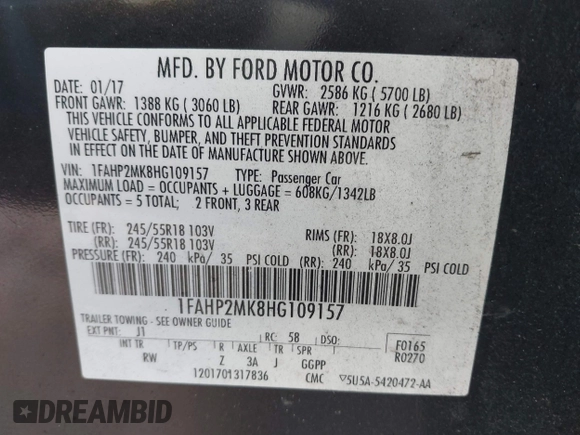 MFD. BY FORD MOTOR CO.
DATE: 01/17 GVWR: 2586 KG ( 5700 LB)
FRONT GAWR: 1388 KG ( 3060 LB) REAR GAWR: 1216 KG ( 2680 LB)
THIS VEHICLE CONFORMS TO ALL APPLICABLE FEDERAL MOTOR
VEHICLE SAFETY, BUMPER, AND THEFT PREVENTION STANDARDS
IN EFFECT ON THE DATE OF MANUFACTURE SHOWN ABOVE.
VIN: 1FAHP2MK8HG109157 TYPE: Passenger Car
MAXIMUM LOAD = OCCUPANTS + LUGGAGE = 608KG/1342LB
OCCUPANTS = 5 TOTAL; 2 FRONT, 3 REAR
TIRE (FR): 245/55R18 103V RIMS (FR): 18X8.0J
(RR): 245/55R18 103V (RR): 18X8.0J
PRESSURE (FR): 240 kPa/ 35 PSI COLD (RR): 240 kPa/ 35 PSI COLD
1FAHP2MK8HG109157
TRAILER TOWING - SEE OWNER GUIDE
EXT PNT: J1 RC: 58 DSO: F0165
INT TR TP/PS R AXLE TR SPR R0270
RW Z 3A J GGPP
1201701317836 CMC ▽5U5A-5420472-AA
DREAMBID